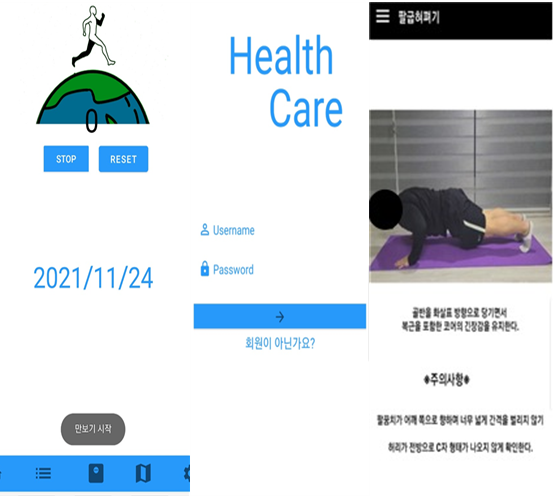 0
STOP
RESET
2021/11/24
만보기 시작
Health
Care
Username
Password
회원이 아닌가요?
팔굽혀펴기
골반을 화살표 방향으로 당기면서
복근을 포함한 코어의 긴장감을 유지한다.
※주의사항※
팔꿈치가 어깨 쪽으로 향하며 너무 넓게 간격을 벌리지 않기
허리가 전방으로 C자 형태가 나오지 않게 확인한다.